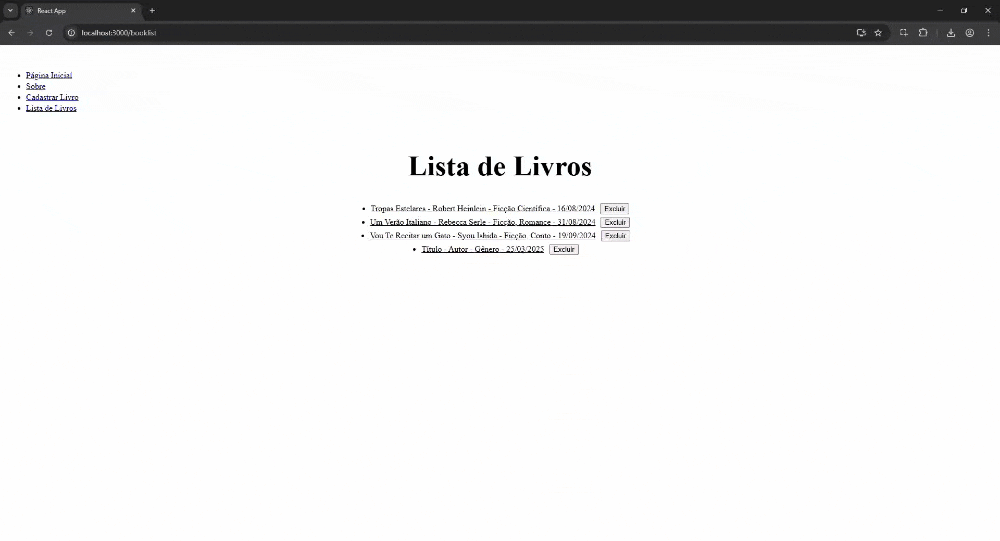 React App
localhost:3000/booklist
Página Inicial
Sobre
Cadastrar Livro
Lista de Livros
Lista de Livros
Tropas Estelares - Robert Heinlein - Ficção Científica - 16/08/2024 Excluir
Um Verão Italiano - Rebecca Serle - Ficção, Romance - 31/08/2024 Excluir
Vou Te Receitar um Gato - Syou Ishida - Ficção, Conto - 19/09/2024 Excluir
Título - Autor - Gênero - 25/03/2025 Excluir